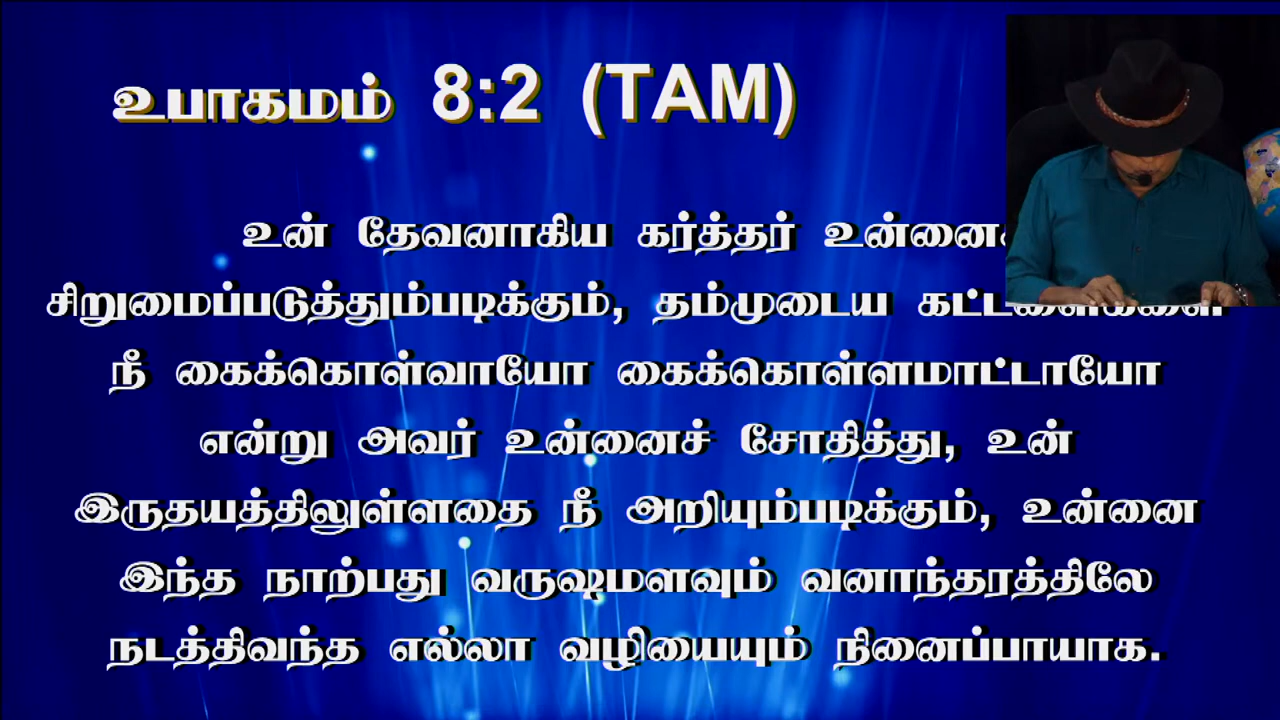 உபாகமம் 8:2 (TAM)
உன் தேவனாகிய கர்த்தர்
சிறுமைப்படுத்தும்படிக்கும், தம்முடைய
நீ கைக்கொள்வாயோ கைக்கொள்ளமாட்டாயோ
என்று அவர் உன்னைச் சோதித்து, உன்
இருதயத்திலுள்ளதை நீ அறியும்படிக்கும், உன்னை
இந்த நாற்பது வருஷமளவும் வனாந்தரத்திலே
நடத்திவந்த எல்லா வழியையும் நினைப்பாயாக.